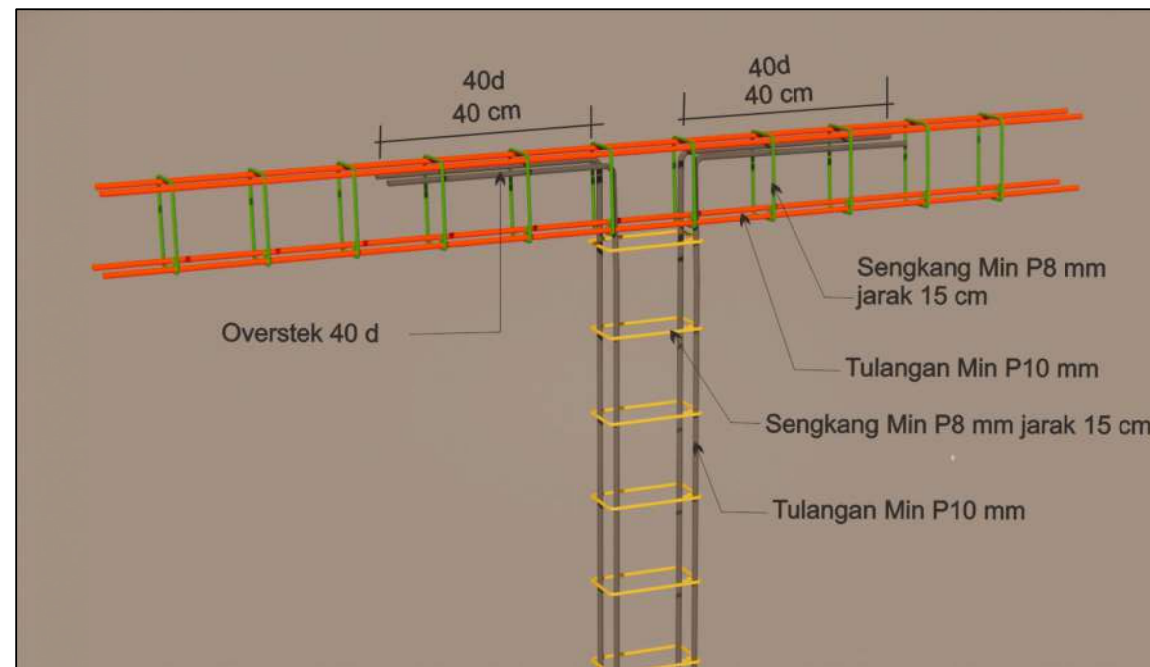 40d
40 cm
40d
40 cm
Sengkang Min P8 mm
jarak 15 cm
Overstek 40 d
Tulangan Min P10 mm
Sengkang Min P8 mm jarak 15 cm
Tulangan Min P10 mm